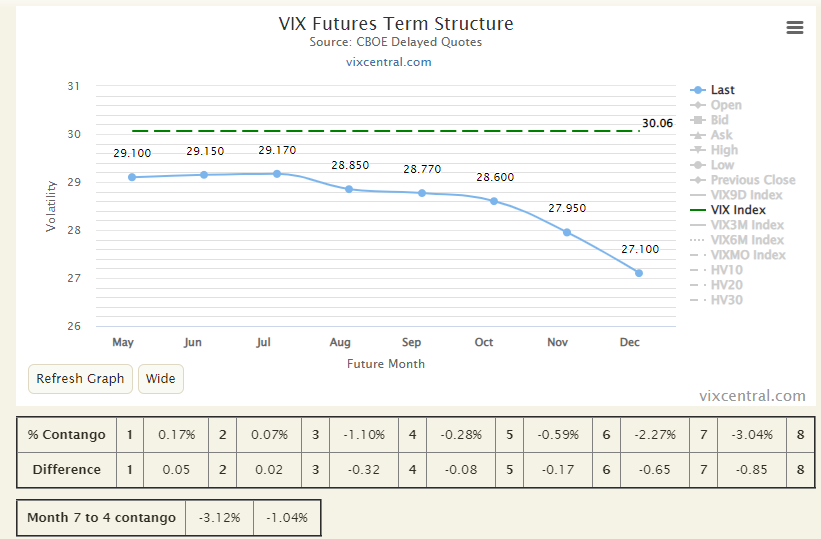 VIX Futures Term Structure
Source: CBOE Delayed Quotes
vixcentral.com
31
30
29
28
27
26
Volatility
30.06
29.100
29.150
29.170
28.850
28.770
28.600
27.950
27.100
May Jun Jul Aug Sep Oct Nov Dec
Future Month
Last
Open
Bid
Ask
High
Low
Previous Close
VIX9D Index
VIX Index
VIX3M Index
VIX6M Index
VIXMO Index
HV10
HV20
HV30
Refresh Graph Wide
vixcentral.com
% Contango 1 0.17% 2 0.07% 3 -1.10% 4 -0.28% 5 -0.59% 6 -2.27% 7 -3.04% 8
Difference 1 0.05 2 0.02 3 -0.32 4 -0.08 5 -0.17 6 -0.65 7 -0.85 8
Month 7 to 4 contango -3.12% -1.04%